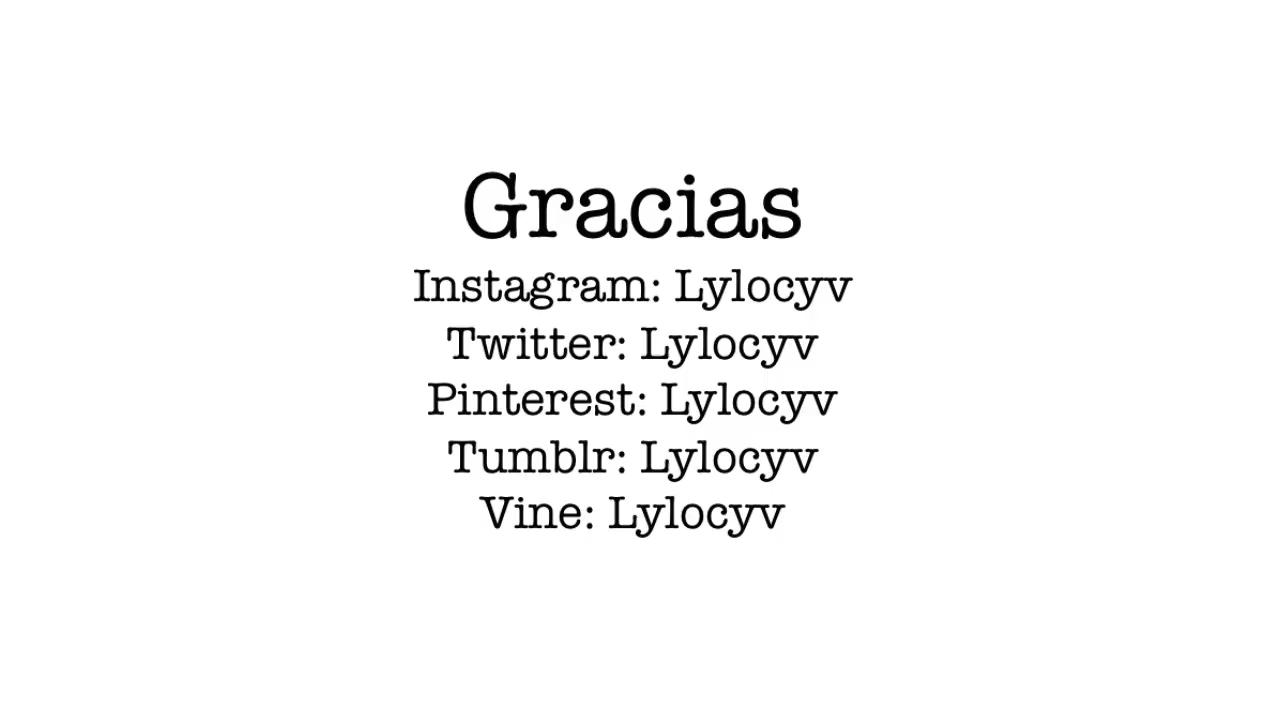 Gracias
Instagram: Lylocyv
Twitter: Lylocyv
Pinterest: Lylocyv
Tumblr: Lylocyv
Vine: Lylocyv